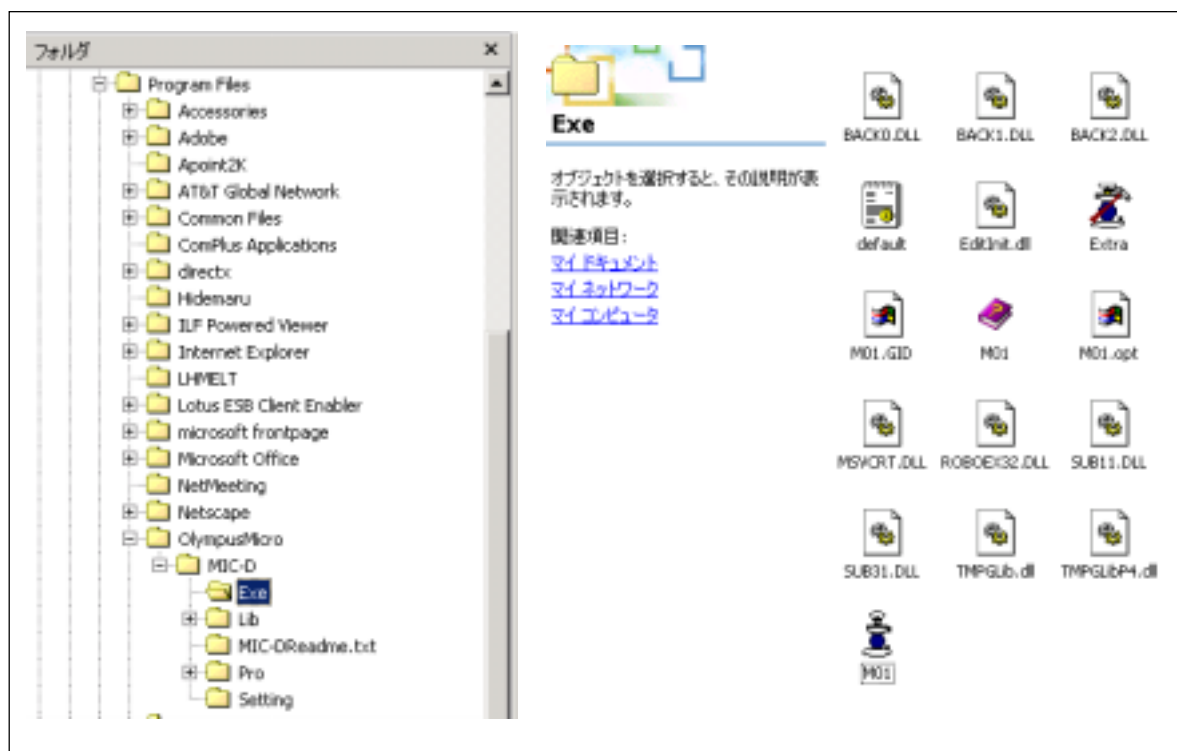 フォルダ
Program Files
Accessories
Adobe
Apoint2K
AT&T Global Network
Common Files
ComPlus Applications
directx
Hidemaru
ILF Powered Viewer
Internet Explorer
LHMELT
Lotus ESB Client Enabler
microsoft frontpage
Microsoft Office
NetMeeting
Netscape
OlympusMicro
MIC-D
Exe
Lib
MIC-DReadme.txt
Pro
Setting
Exe
オブジェクトを選択すると、その説明が表
示されます。
関連項目:
マイ ドキュメント
マイ ネットワーク
マイ コンピュータ
BACK0.DLL BACK1.DLL BACK2.DLL
default EditInit.dll Extra
M01.GID M01 M01.opt
MSVCRT.DLL ROBOEX32.DLL SUB11.DLL
SUB31.DLL TMPGLib.dll TMPGLibP4.dll
M01